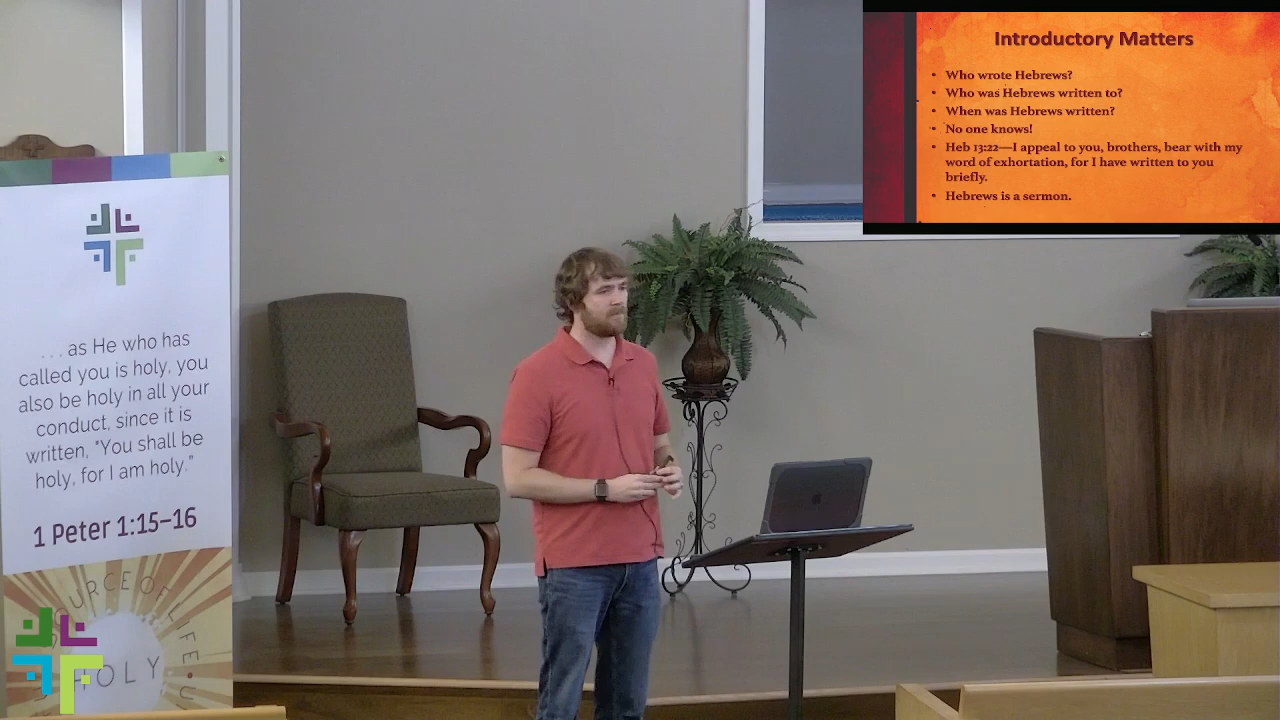 . . . as He who has
called you is holy, you
also be holy in all your
conduct, since it is
written, "You shall be
holy, for I am holy."
1 Peter 1:15–16
HOLY
Introductory Matters
• Who wrote Hebrews?
• Who was Hebrews written to?
• When was Hebrews written?
• No one knows!
• Heb 13:22—I appeal to you, brothers, bear with my
word of exhortation, for I have written to you
briefly.
• Hebrews is a sermon.